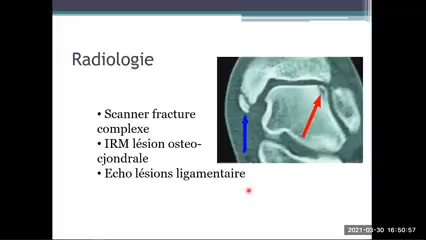 Radiologie
• Scanner fracture
complexe
• IRM lésion osteo-
cjondrale
• Echo lésions ligamentaire
2021-03-30 16:50:57